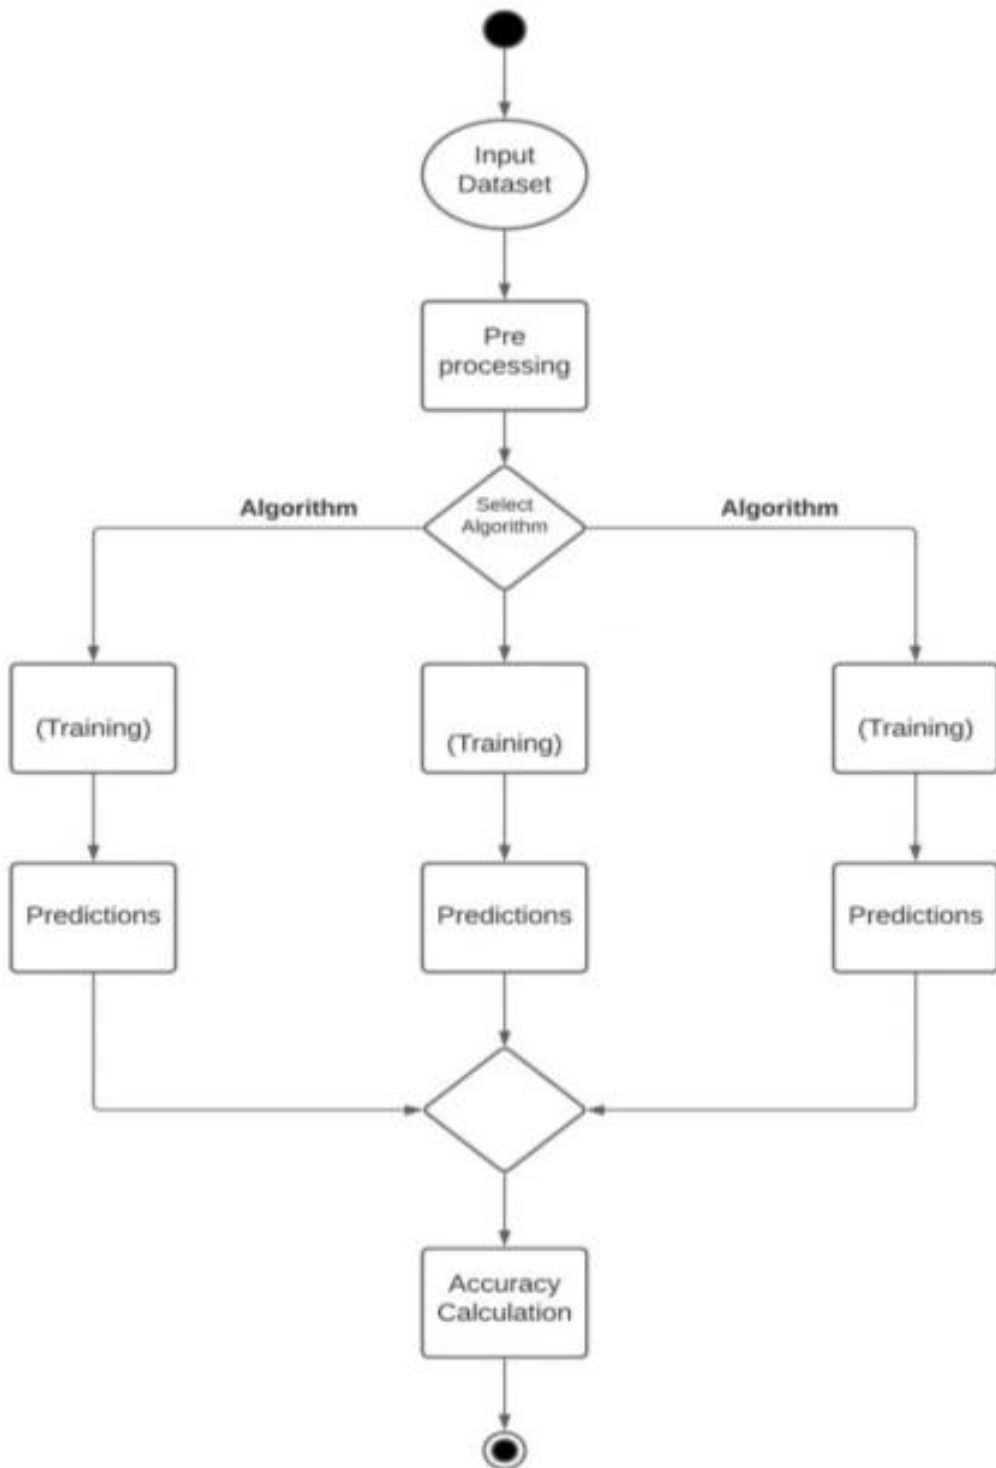 Input
Dataset
Pre
processing
Select
Algorithm
Algorithm
Algorithm
(Training)
(Training)
(Training)
Predictions
Predictions
Predictions
Accuracy
Calculation